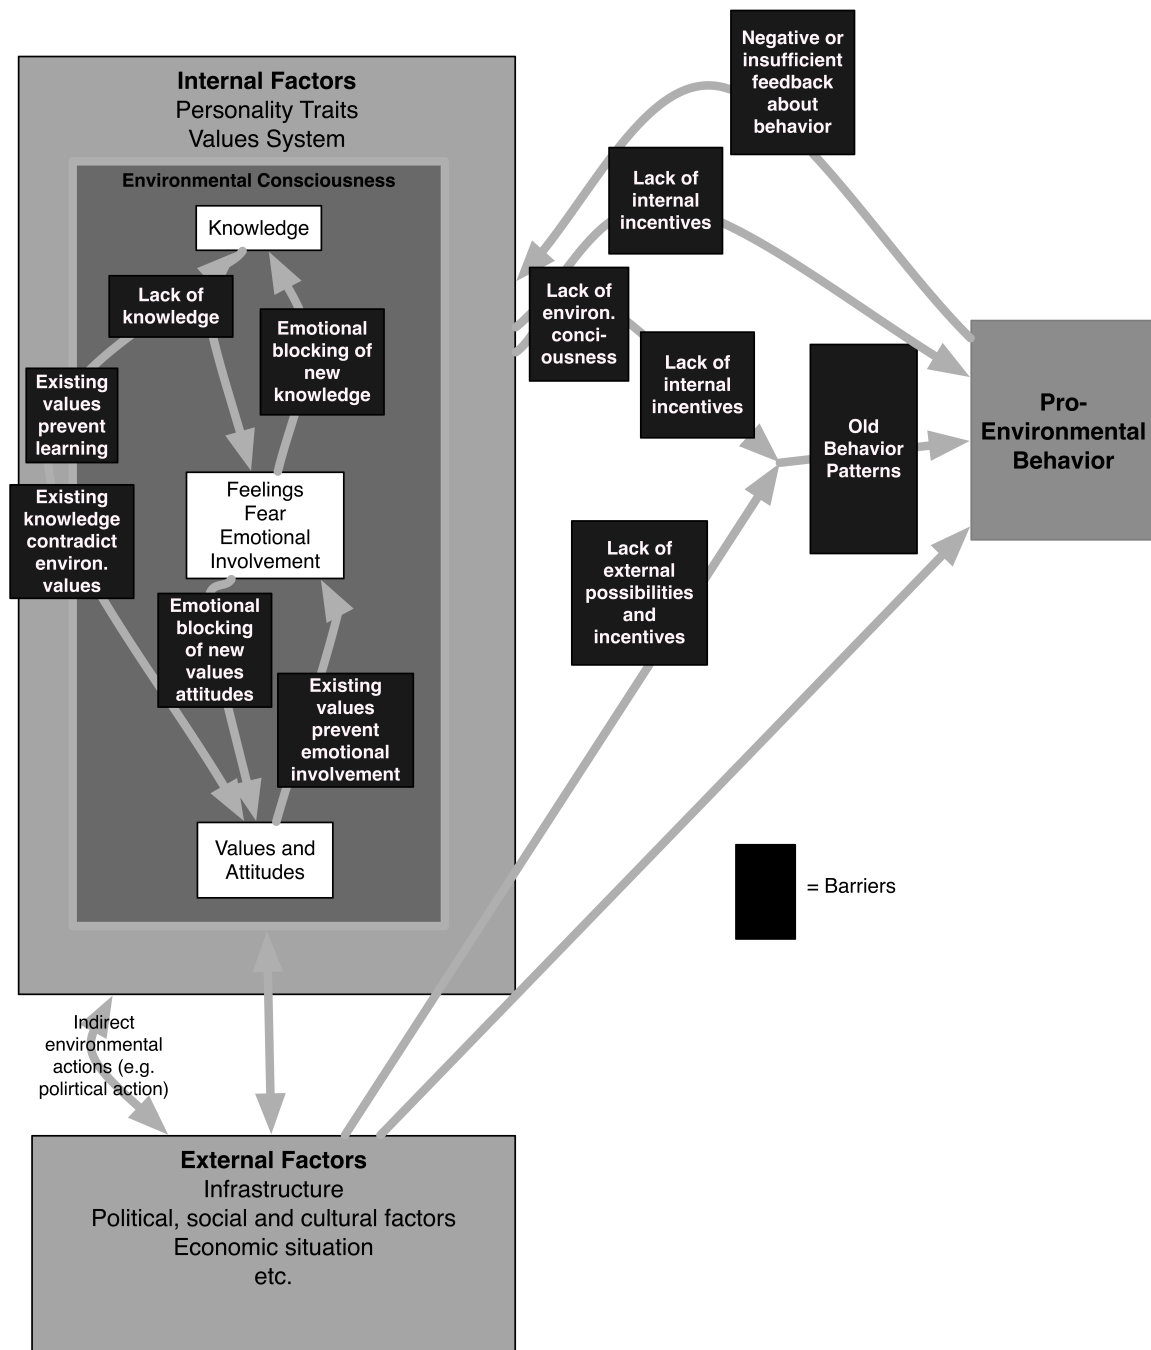 Internal Factors
Personality Traits
Values System
Environmental Consciousness
Knowledge
Lack of
knowledge
Emotional
blocking of
new
knowledge
Existing
values
prevent
learning
Existing
knowledge
contradict
environ.
values
Feelings
Fear
Emotional
Involvement
Emotional
blocking
of new
values
attitudes
Existing
values
prevent
emotional
involvement
Values and
Attitudes
Negative or
insufficient
feedback
about
behavior
Lack of
internal
incentives
Lack of
environ.
conci-
ousness
Lack of
internal
incentives
Old
Behavior
Patterns
Pro-
Environmental
Behavior
Lack of
external
possibilities
and
incentives
= Barriers
Indirect
environmental
actions (e.g.
polirtical action)
External Factors
Infrastructure
Political, social and cultural factors
Economic situation
etc.